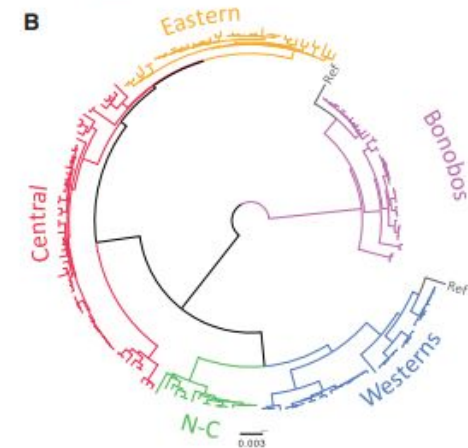 B
Eastern
Ref
Bonobos
Central
Ref
Westerns
N-C
0.003